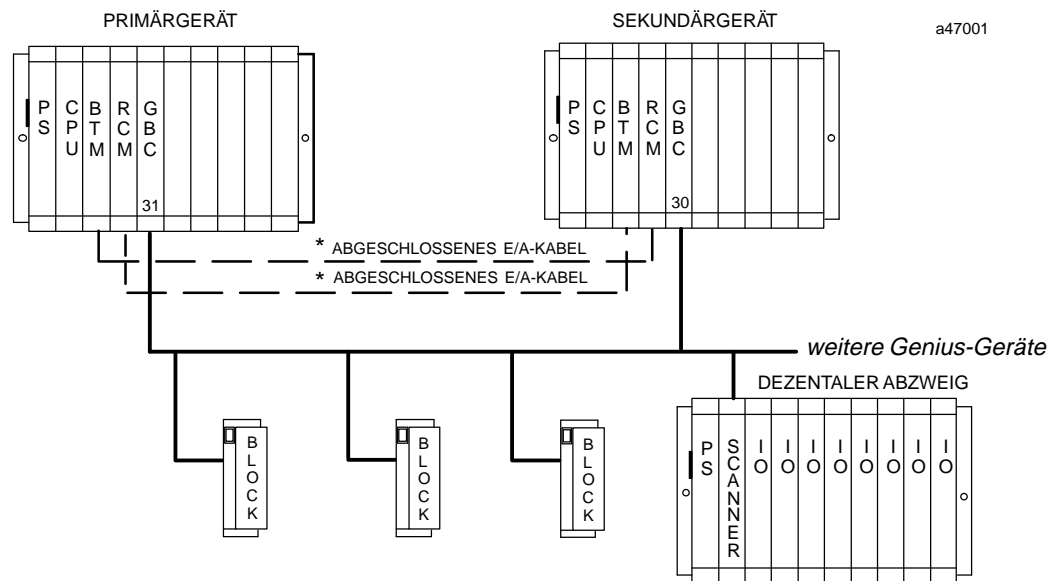 PRIMÄRGERÄT
SEKUNDÄRGERÄT
a47001
PS
CPU
BTM
RCM
GBC
31
PS
CPU
BTM
RCM
GBC
30
* ABGESCHLOSSENES E/A-KABEL
* ABGESCHLOSSENES E/A-KABEL
weitere Genius-Geräte
DEZENTALER ABZWEIG
BLOCK
BLOCK
BLOCK
PS
SCANNER
IO
IO
IO
IO
IO
IO
IO
IO